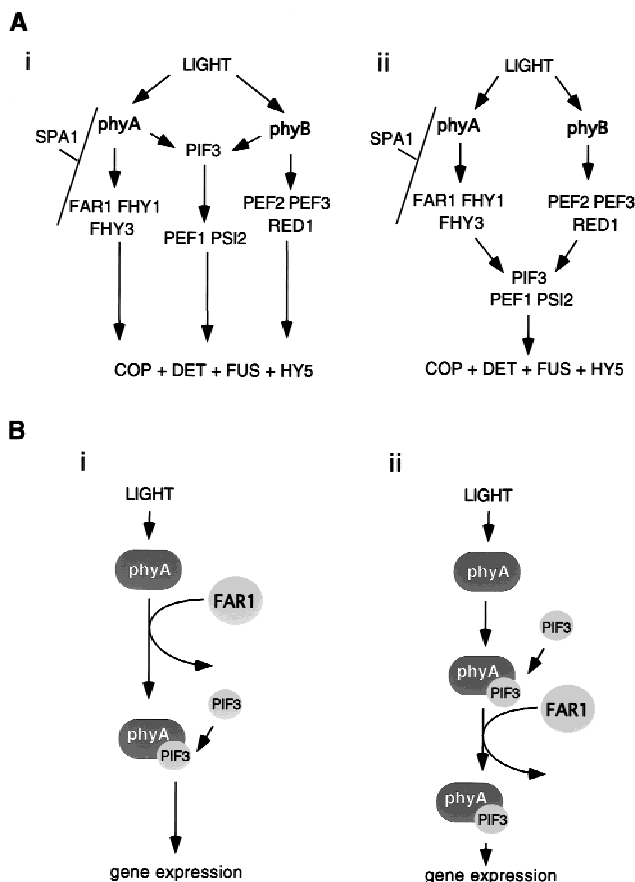 A
i
LIGHT
SPA1
phyA
PIF3
phyB
FAR1 FHY1
FHY3
PEF1 PSI2
PEF2 PEF3
RED1
COP + DET + FUS + HY5
ii
LIGHT
SPA1
phyA
phyB
FAR1 FHY1
FHY3
PEF2 PEF3
RED1
PIF3
PEF1 PSI2
COP + DET + FUS + HY5
B
i
LIGHT
phyA
FAR1
PIF3
phyA
PIF3
gene expression
ii
LIGHT
phyA
PIF3
phyA
PIF3
FAR1
phyA
PIF3
gene expression